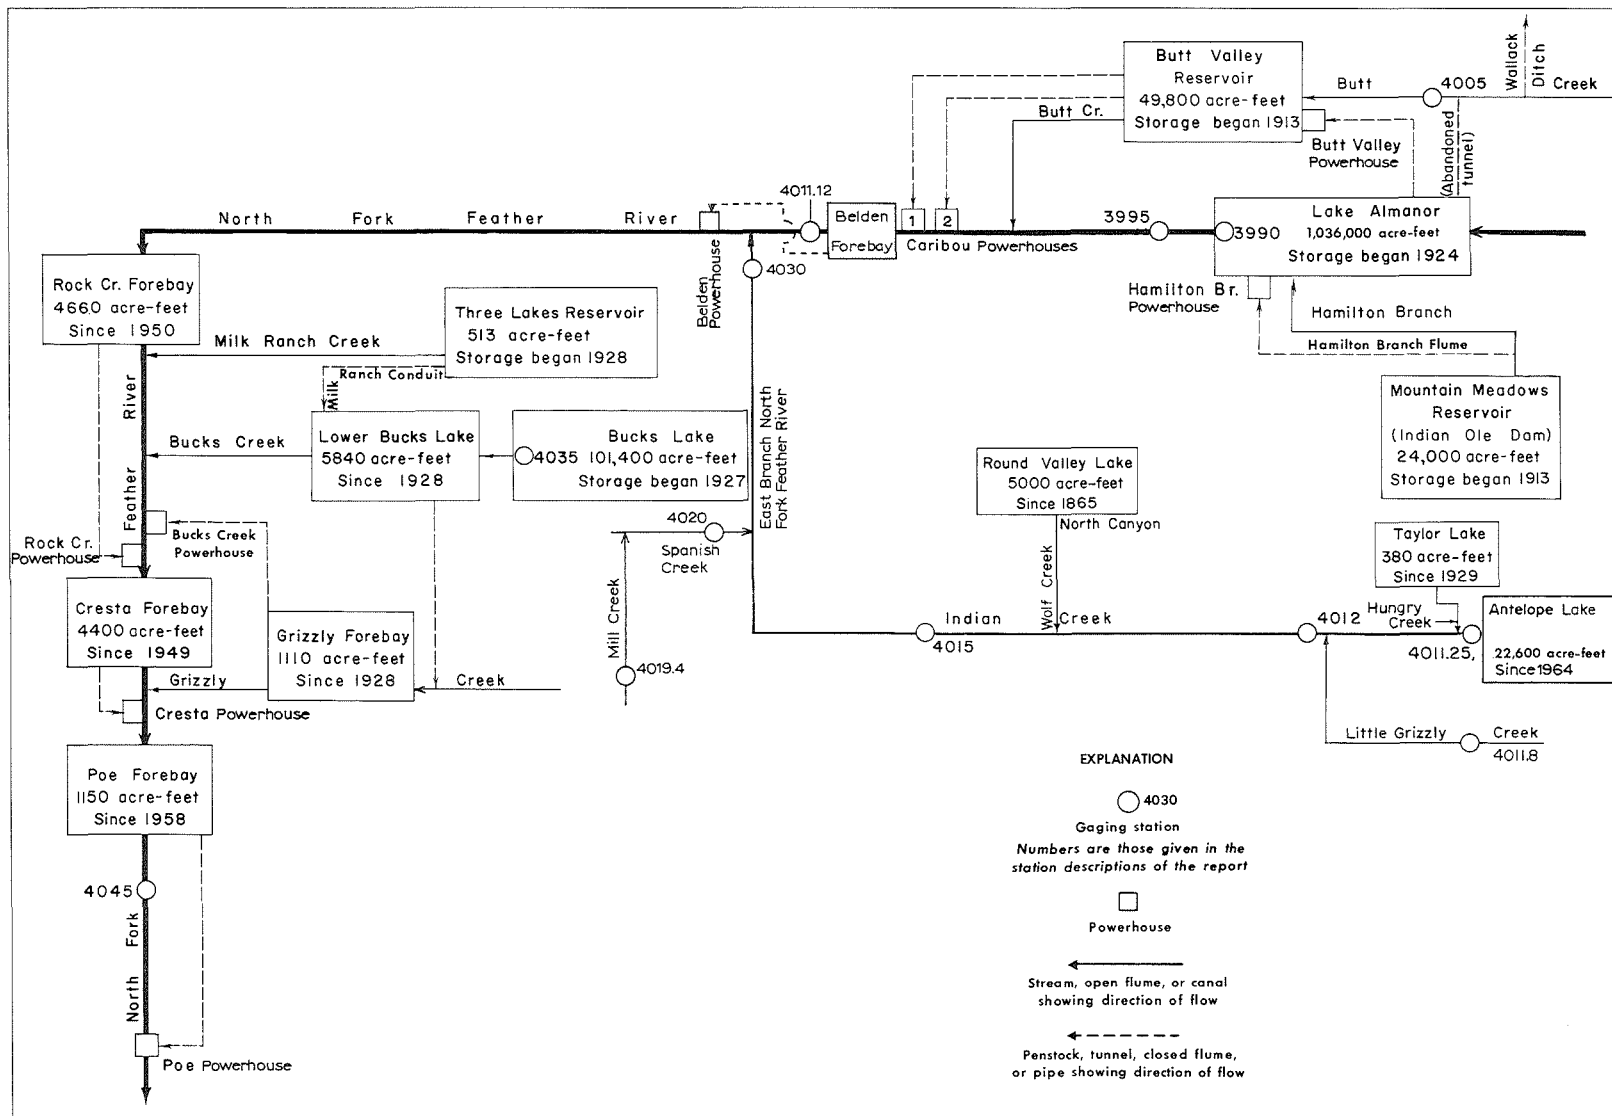 Wallack
Ditch
Butt Valley
Reservoir
49,800 acre-feet
Storage began 1913
Butt
4005
Creek
Butt Cr.
Butt Valley
Powerhouse
(Abandoned
tunnel)
4011.12
North Fork Feather River
Belden
Forebay
1
2
Caribou Powerhouses
3995
3990
Lake Almanor
1,036,000 acre-feet
Storage began 1924
Belden
Powerhouse
4030
Hamilton Br.
Powerhouse
Hamilton Branch
Hamilton Branch Flume
Rock Cr. Forebay
4660 acre-feet
Since 1950
Three Lakes Reservoir
513 acre-feet
Storage began 1928
Milk Ranch Creek
Milk
Ranch Conduit
Mountain Meadows
Reservoir
(Indian Ole Dam)
24,000 acre-feet
Storage began 1913
River
Feather
Bucks Creek
Lower Bucks Lake
5840 acre-feet
Since 1928
4035
Bucks Lake
101,400 acre-feet
Storage began 1927
East Branch North
Fork Feather River
Round Valley Lake
5000 acre-feet
Since 1865
North Canyon
Wolf Creek
Rock Cr.
Powerhouse
Bucks Creek
Powerhouse
4020
Spanish
Creek
Mill Creek
4019.4
Taylor Lake
380 acre-feet
Since 1929
Hungry
Creek
Antelope Lake
22,600 acre-feet
Since 1964
Indian Creek
4015
4012
4011.25,
Cresta Forebay
4400 acre-feet
Since 1949
Grizzly Forebay
1110 acre-feet
Since 1928
Grizzly
Creek
Cresta Powerhouse
Little Grizzly Creek
4011.8
Poe Forebay
1150 acre-feet
Since 1958
4045
North Fork
Poe Powerhouse
EXPLANATION
4030
Gaging station
Numbers are those given in the
station descriptions of the report
Powerhouse
Stream, open flume, or canal
showing direction of flow
Penstock, tunnel, closed flume,
or pipe showing direction of flow